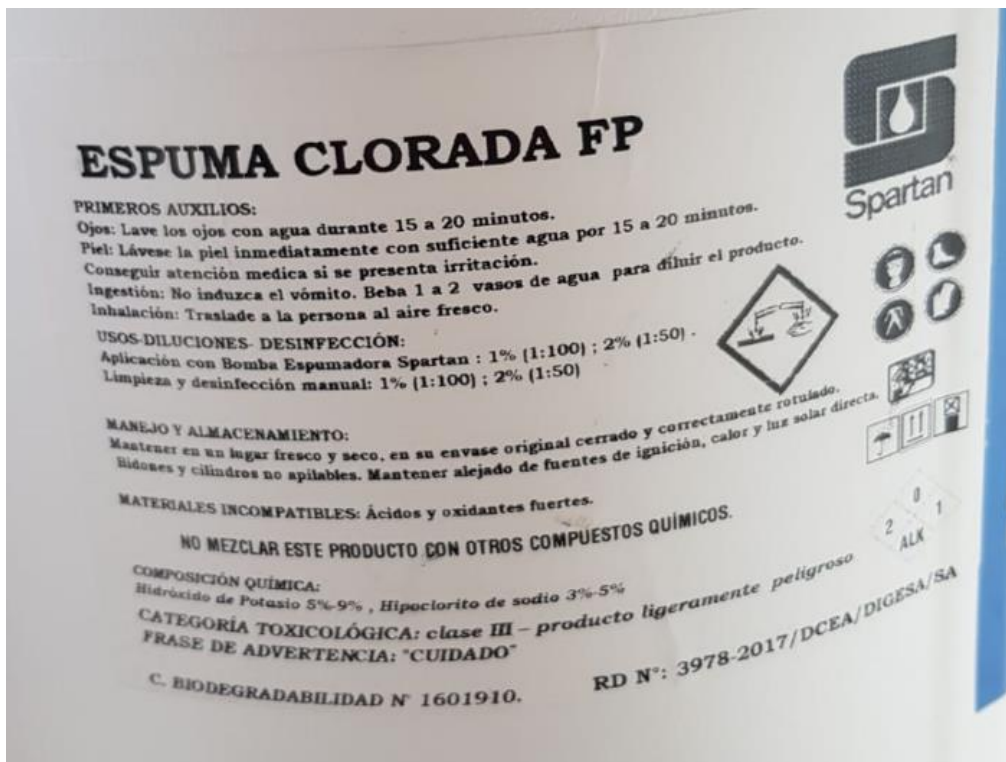 ESPUMA CLORADA FP
Spartan
PRIMEROS AUXILIOS:
Ojos: Lave los ojos con agua durante 15 a 20 minutos.
Piel: Lávese la piel inmediatamente con suficiente agua por 15 a 20 minutos.
Conseguir atención medica si se presenta irritación.
Ingestión: No induzca el vómito. Beba 1 a 2 vasos de agua para diluir el producto.
Inhalación: Traslade a la persona al aire fresco.
USOS-DILUCIONES- DESINFECCIÓN:
Aplicación con Bomba Espumadora Spartan : 1% (1:100) ; 2% (1:50) .
Limpieza y desinfección manual: 1% (1:100) ; 2% (1:50)
MANEJO Y ALMACENAMIENTO:
Mantener en un lugar fresco y seco, en su envase original cerrado y correctamente rotulado.
Bidones y cilindros no apilables. Mantener alejado de fuentes de ignición, calor y luz solar directa.
MATERIALES INCOMPATIBLES: Ácidos y oxidantes fuertes.
NO MEZCLAR ESTE PRODUCTO CON OTROS COMPUESTOS QUÍMICOS.
0
2 1
ALK
COMPOSICIÓN QUÍMICA:
Hidróxido de Potasio 5%-9% , Hipoclorito de sodio 3%-5%
CATEGORÍA TOXICOLÓGICA: clase III – producto ligeramente peligroso
FRASE DE ADVERTENCIA: "CUIDADO"
C. BIODEGRADABILIDAD N° 1601910.
RD N°: 3978-2017/DCEA/DIGESA/SA